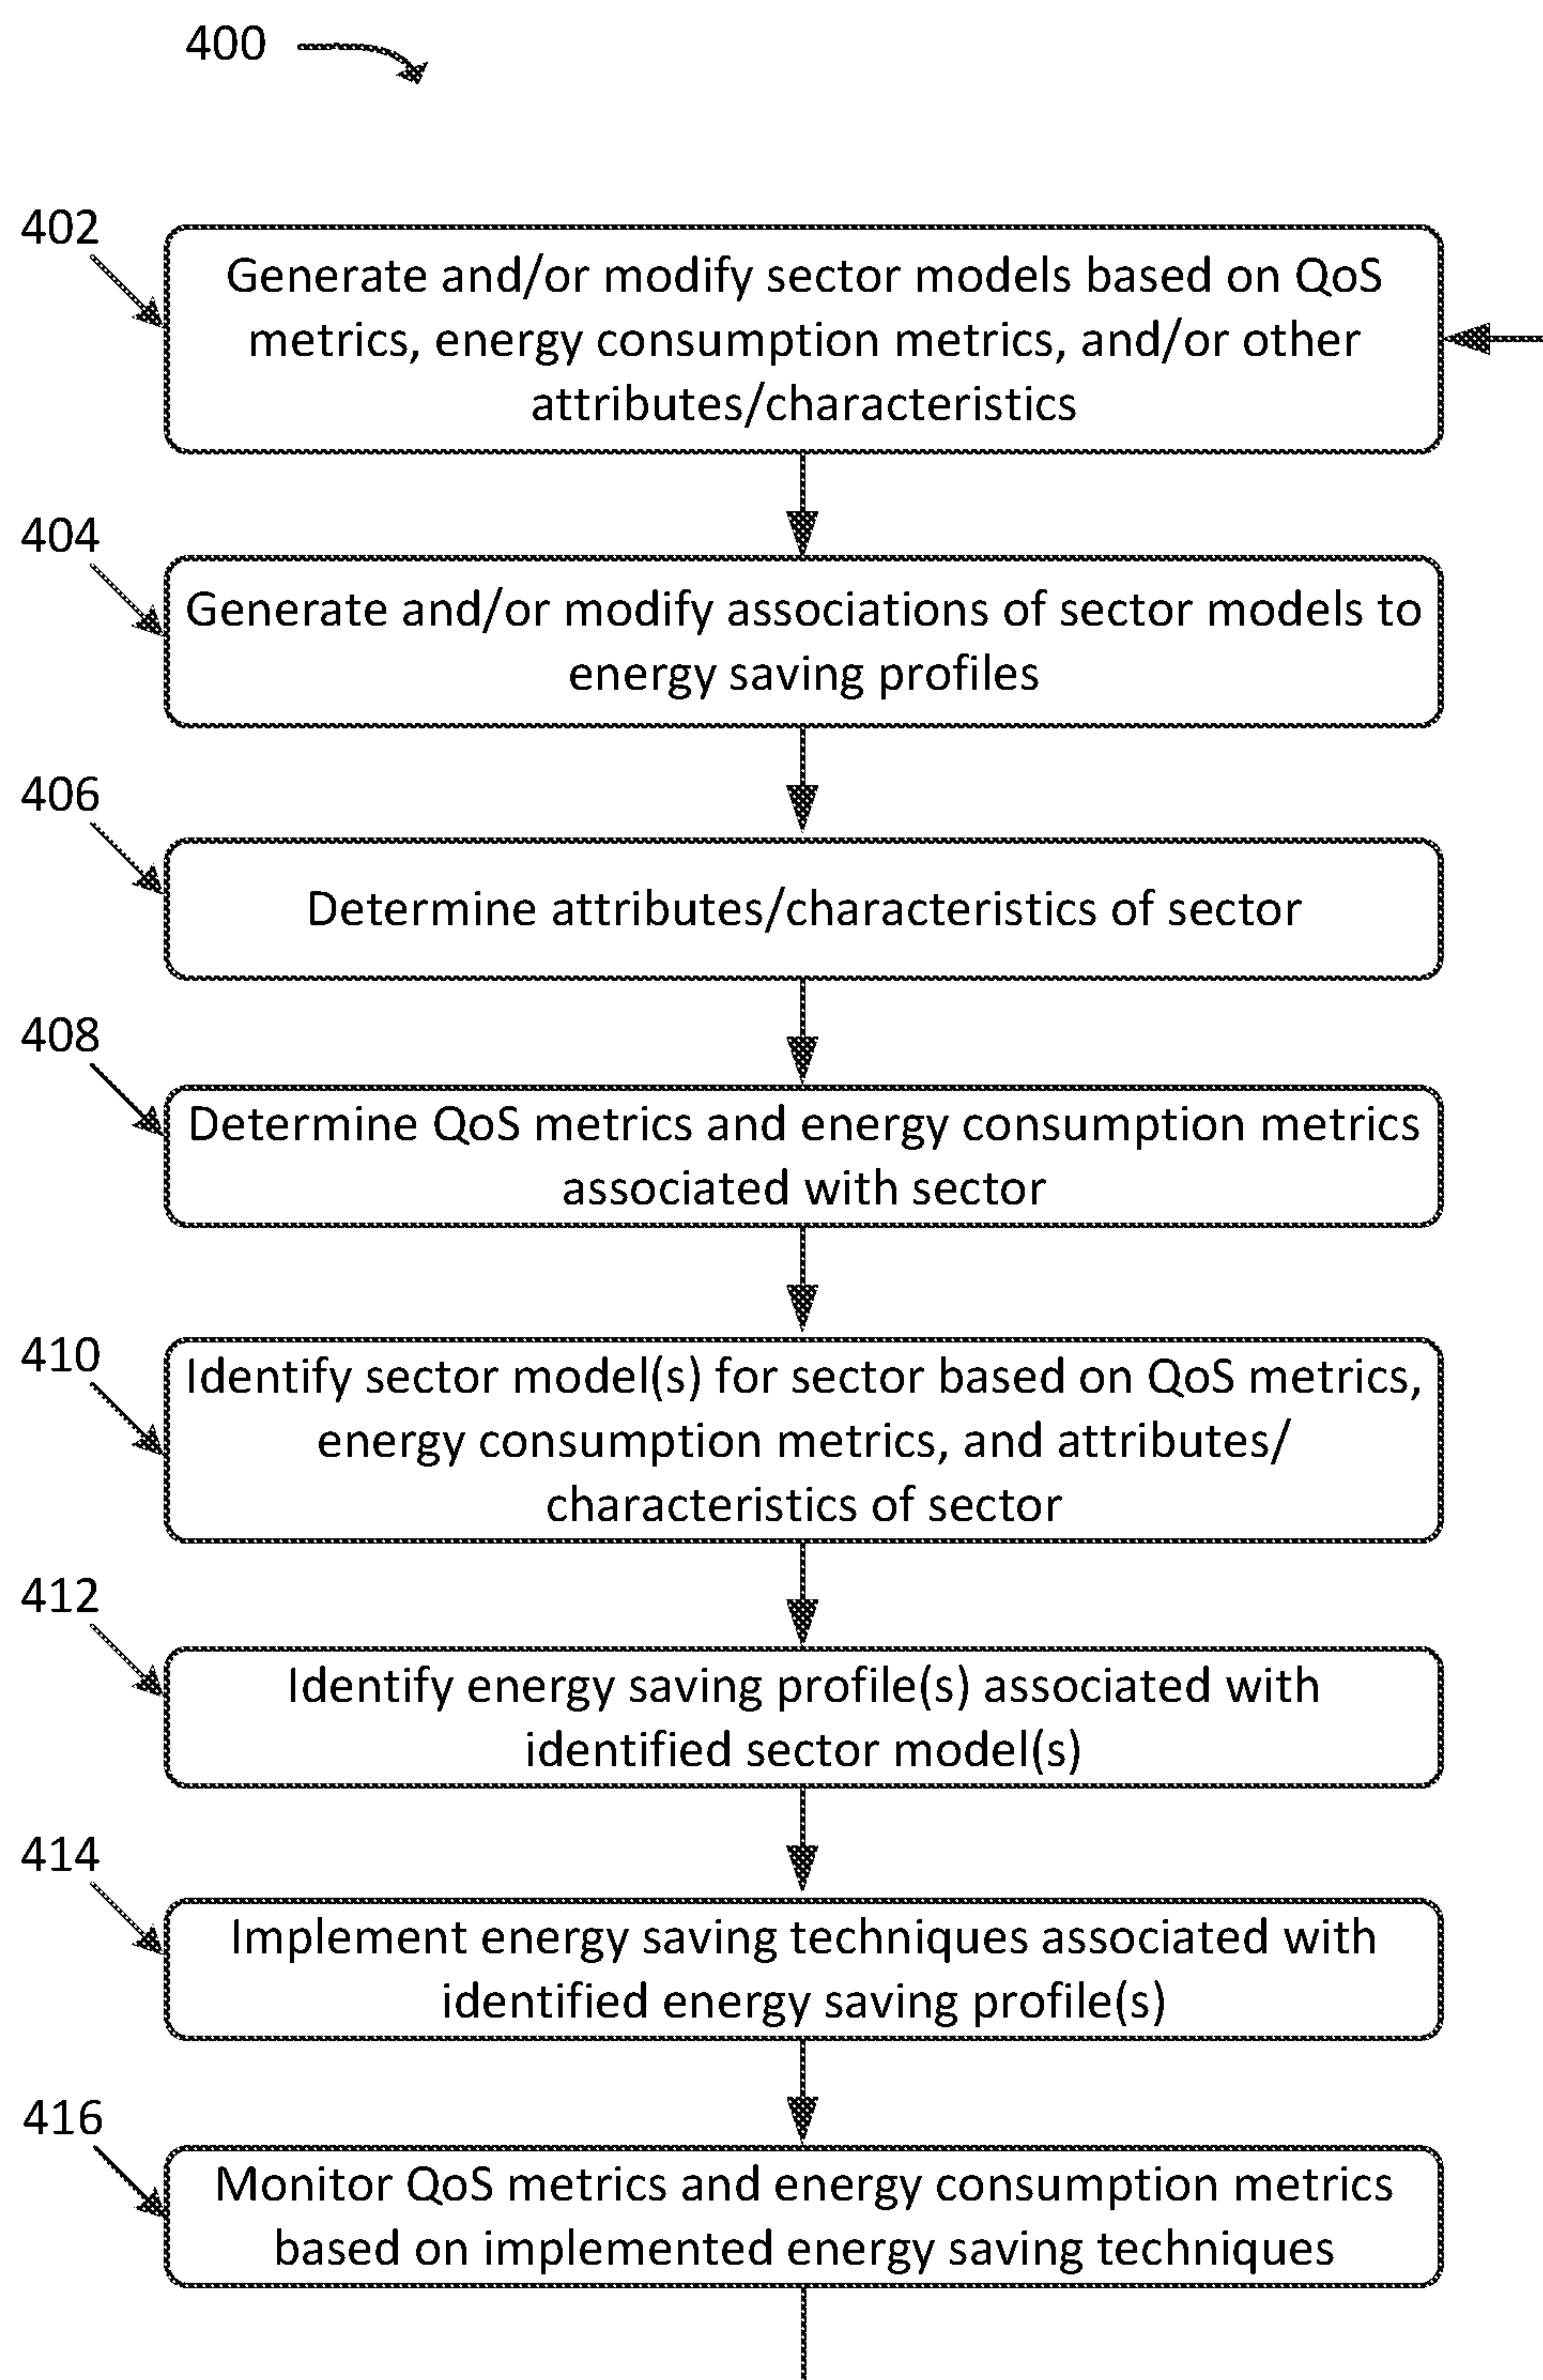 400
402
Generate and/or modify sector models based on QoS
metrics, energy consumption metrics, and/or other
attributes/characteristics
404
Generate and/or modify associations of sector models to
energy saving profiles
406
Determine attributes/characteristics of sector
408
Determine QoS metrics and energy consumption metrics
associated with sector
410
Identify sector model(s) for sector based on QoS metrics,
energy consumption metrics, and attributes/
characteristics of sector
412
Identify energy saving profile(s) associated with
identified sector model(s)
414
Implement energy saving techniques associated with
identified energy saving profile(s)
416
Monitor QoS metrics and energy consumption metrics
based on implemented energy saving techniques